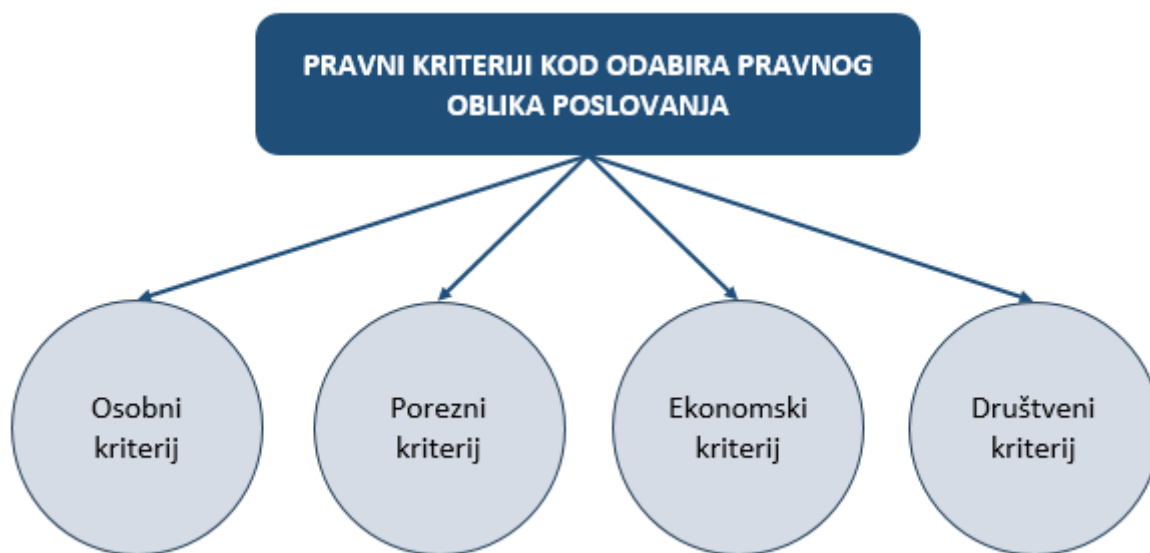 PRAVNI KRITERIJI KOD ODABIRA PRAVNOG
OBLIKA POSLOVANJA
Osobni
kriterij
Porezni
kriterij
Ekonomski
kriterij
Društveni
kriterij